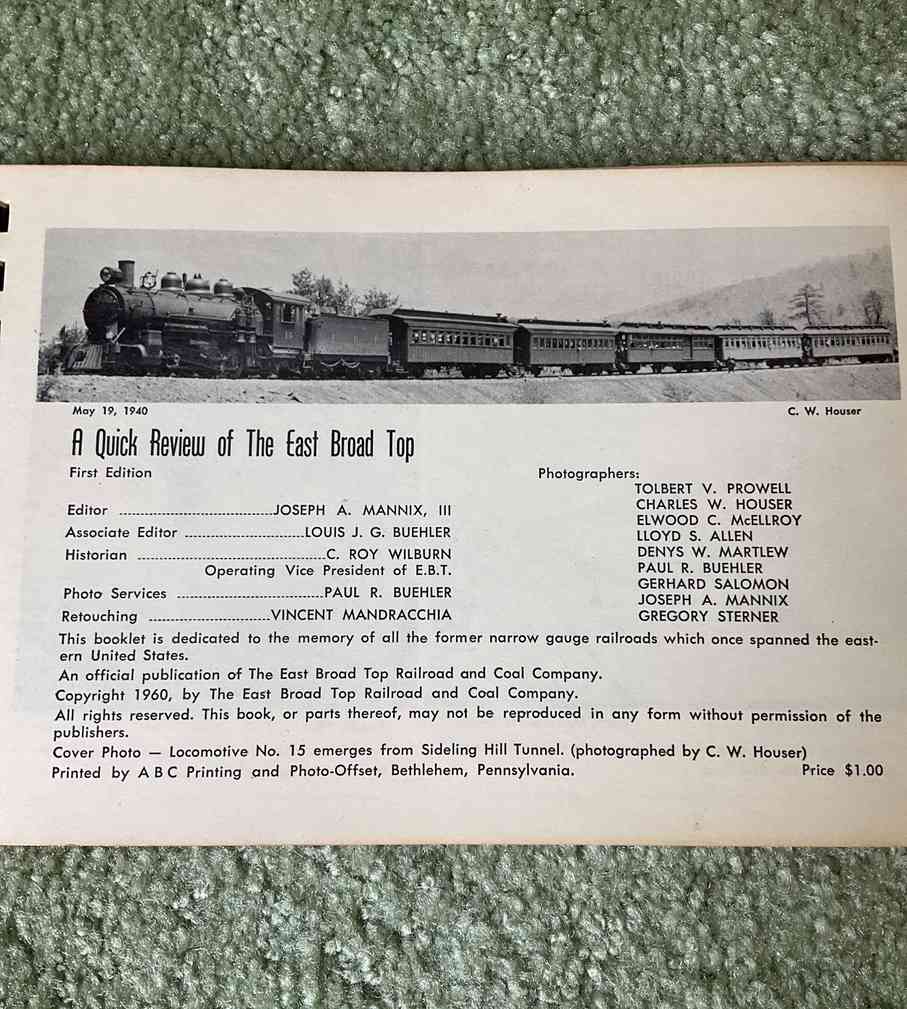 May 19, 1940
C. W. Houser
A Quick Review of The East Broad Top
First Edition
Editor ........................JOSEPH A. MANNIX, III
Associate Editor ........................LOUIS J. G. BUEHLER
Historian ........................C. ROY WILBURN
Operating Vice President of E.B.T.
Photo Services ........................PAUL R. BUEHLER
Retouching ........................VINCENT MANDRACCHIA
Photographers:
TOLBERT V. PROWELL
CHARLES W. HOUSER
ELWOOD C. McELLROY
LLOYD S. ALLEN
DENYS W. MARTLEW
PAUL R. BUEHLER
GERHARD SALOMON
JOSEPH A. MANNIX
GREGORY STERNER
This booklet is dedicated to the memory of all the former narrow gauge railroads which once spanned the east-
ern United States.
An official publication of The East Broad Top Railroad and Coal Company.
Copyright 1960, by The East Broad Top Railroad and Coal Company.
All rights reserved. This book, or parts thereof, may not be reproduced in any form without permission of the
publishers.
Cover Photo — Locomotive No. 15 emerges from Sideling Hill Tunnel. (photographed by C. W. Houser)
Printed by A B C Printing and Photo-Offset, Bethlehem, Pennsylvania.
Price $1.00